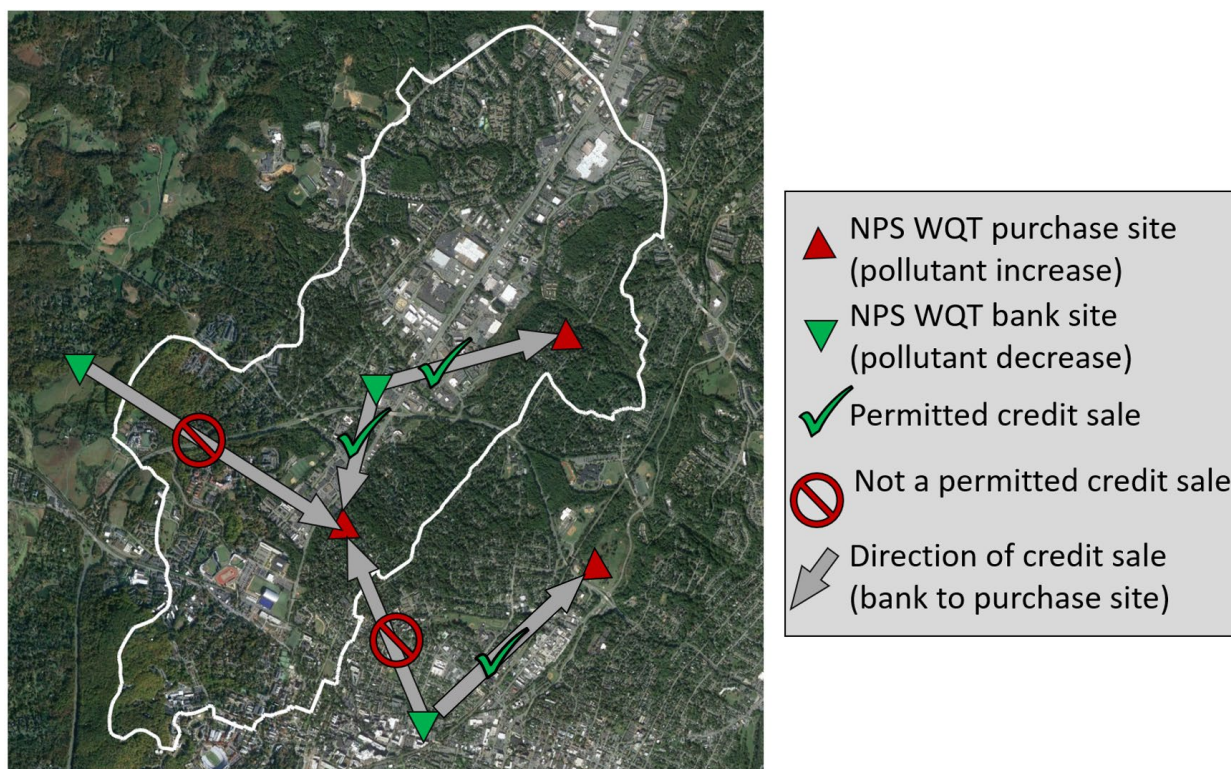 NPS WQT purchase site
(pollutant increase)
NPS WQT bank site
(pollutant decrease)
Permitted credit sale
Not a permitted credit sale
Direction of credit sale
(bank to purchase site)